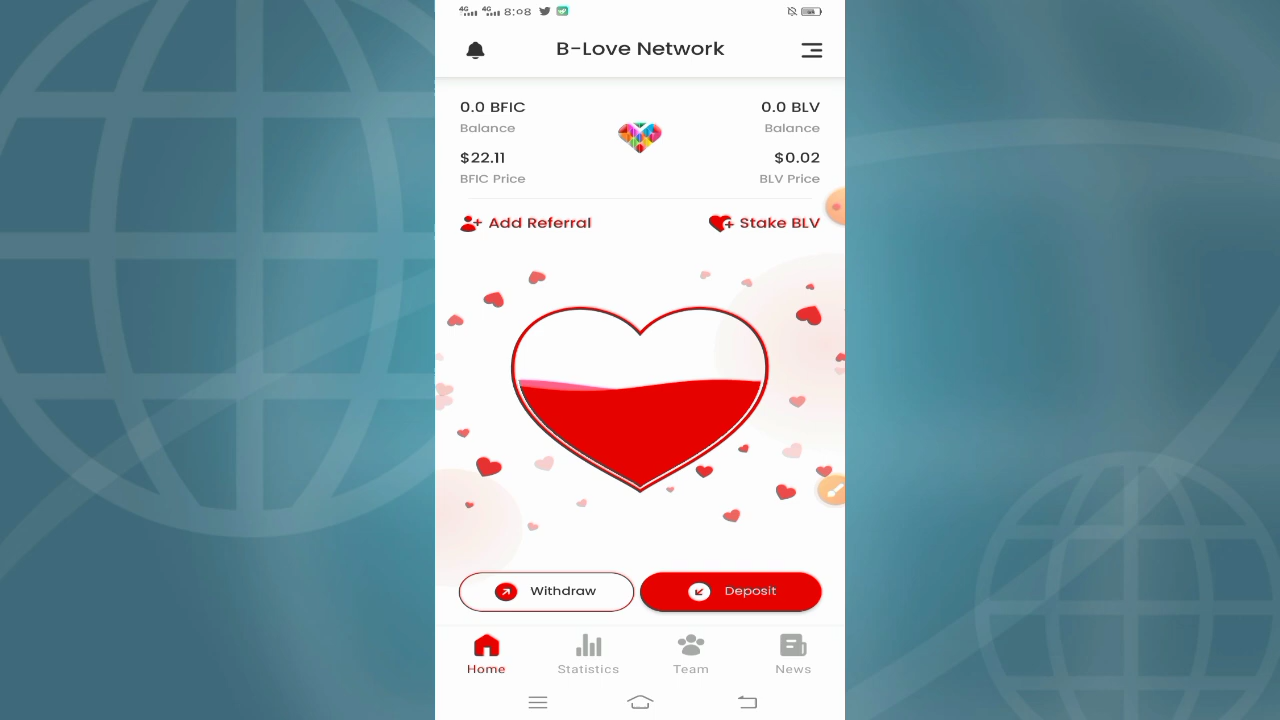 4G 4G 8:08
B-Love Network
0.0 BFIC 0.0 BLV
Balance Balance
$22.11 $0.02
BFIC Price BLV Price
Add Referral Stake BLV
Withdraw Deposit
Home Statistics Team News